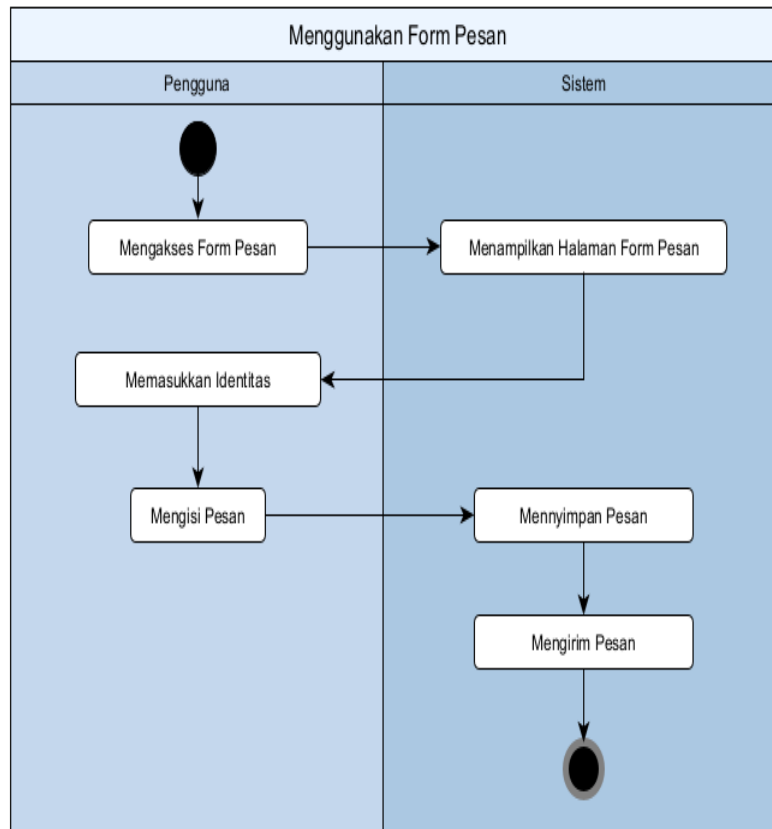 Menggunakan Form Pesan
Pengguna
Sistem
Mengakses Form Pesan
Menampilkan Halaman Form Pesan
Memasukkan Identitas
Mengisi Pesan
Mennyimpan Pesan
Mengirim Pesan